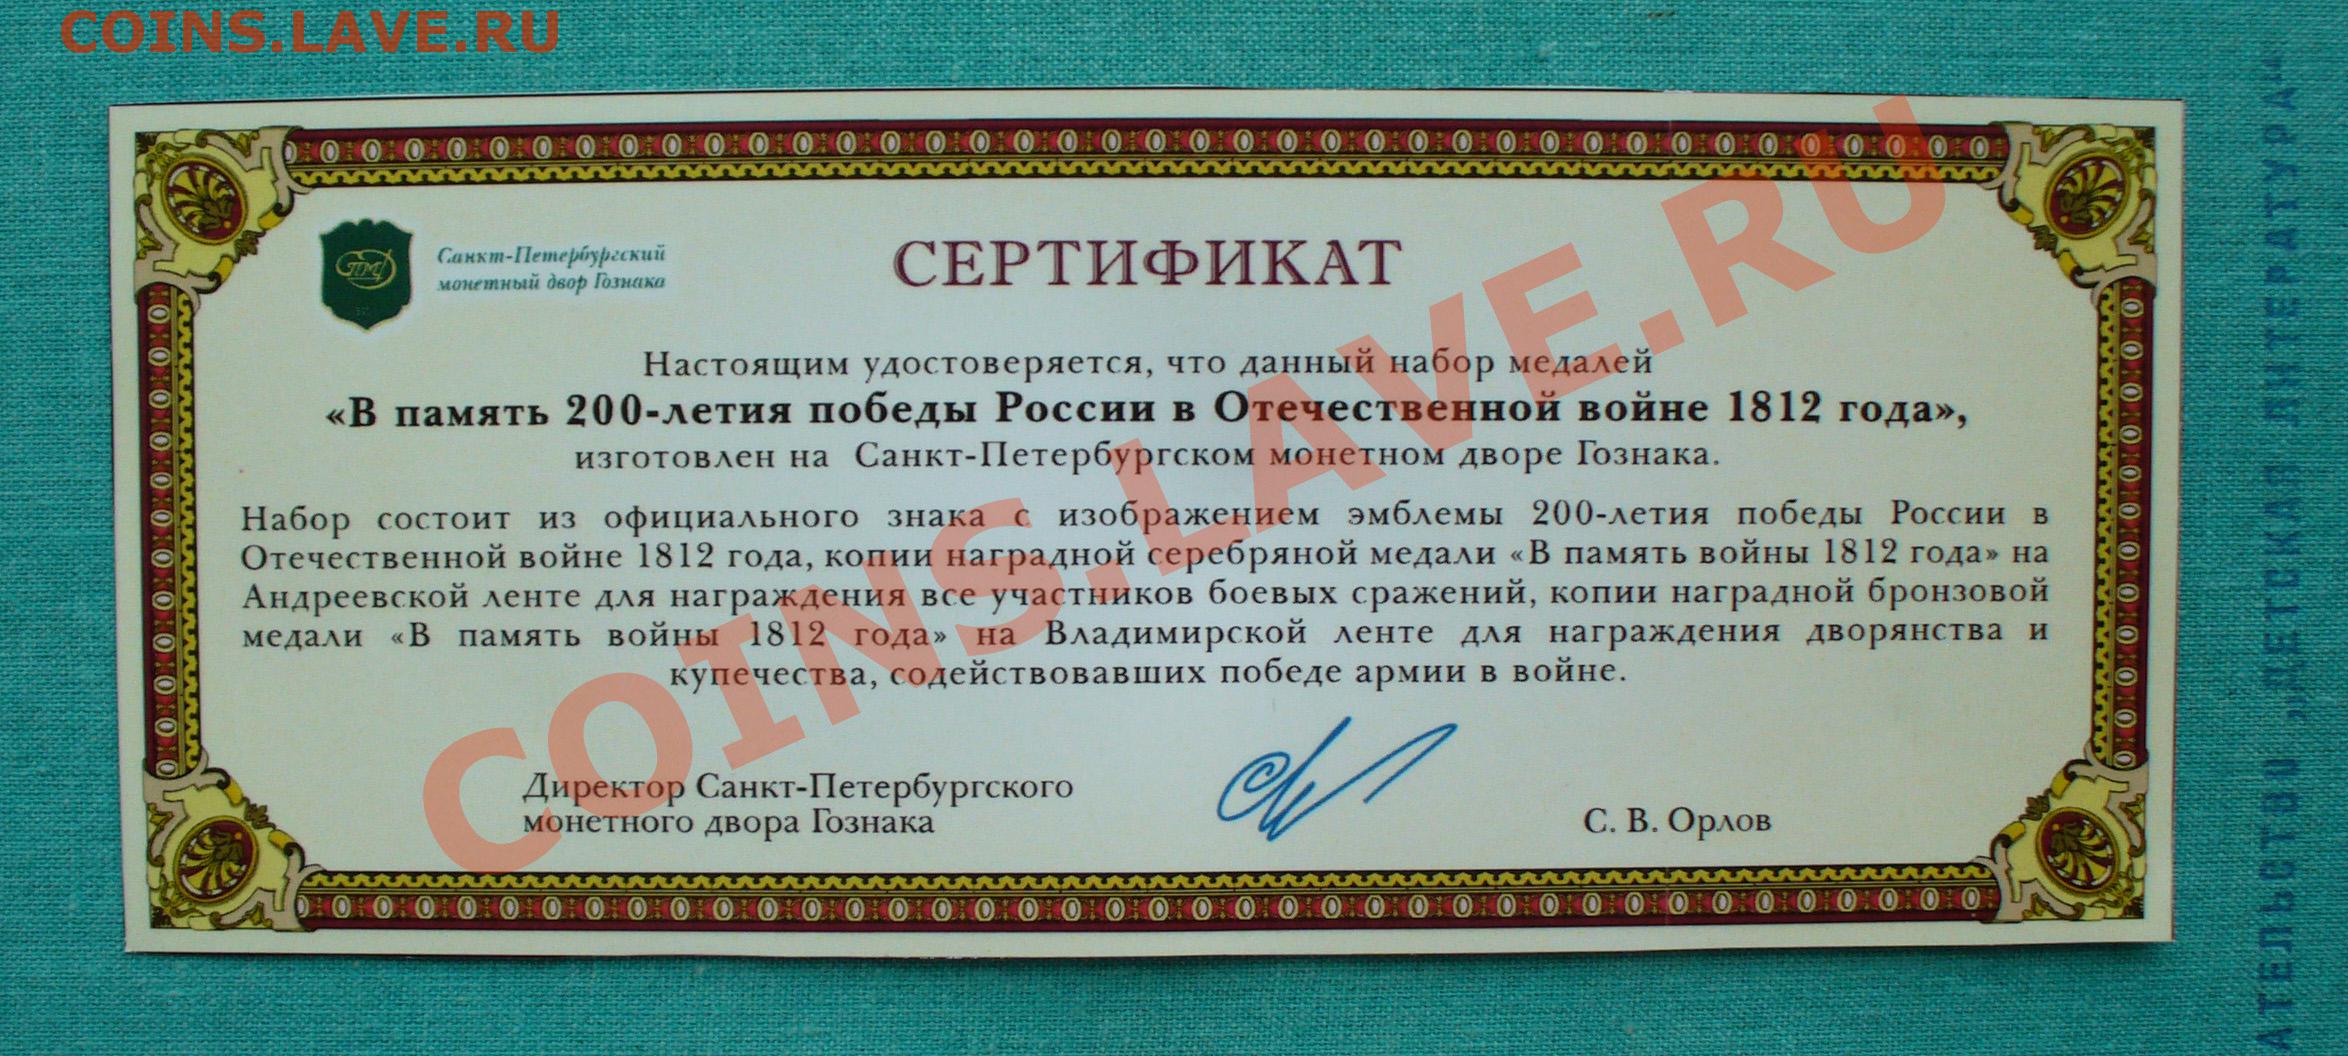 COINS.LAVE.RU
Санкт-Петербургский
монетный двор Гознака
СЕРТИФИКАТ
Настоящим удостоверяется, что данный набор медалей
«В память 200-летия победы России в Отечественной войне 1812 года»,
изготовлен на Санкт-Петербургском монетном дворе Гознака.
Набор состоит из официального знака с изображением эмблемы 200-летия победы России в
Отечественной войне 1812 года, копии наградной серебряной медали «В память войны 1812 года» на
Андреевской ленте для награждения все участников боевых сражений, копии наградной бронзовой
медали «В память войны 1812 года» на Владимирской ленте для награждения дворянства и
купечества, содействовавших победе армии в войне.
Директор Санкт-Петербургского
монетного двора Гознака
С. В. Орлов
COINS.LAVE.RU
АТЕЛЬСТВО „ДЕТСКАЯ ЛИТЕРАТУРА“